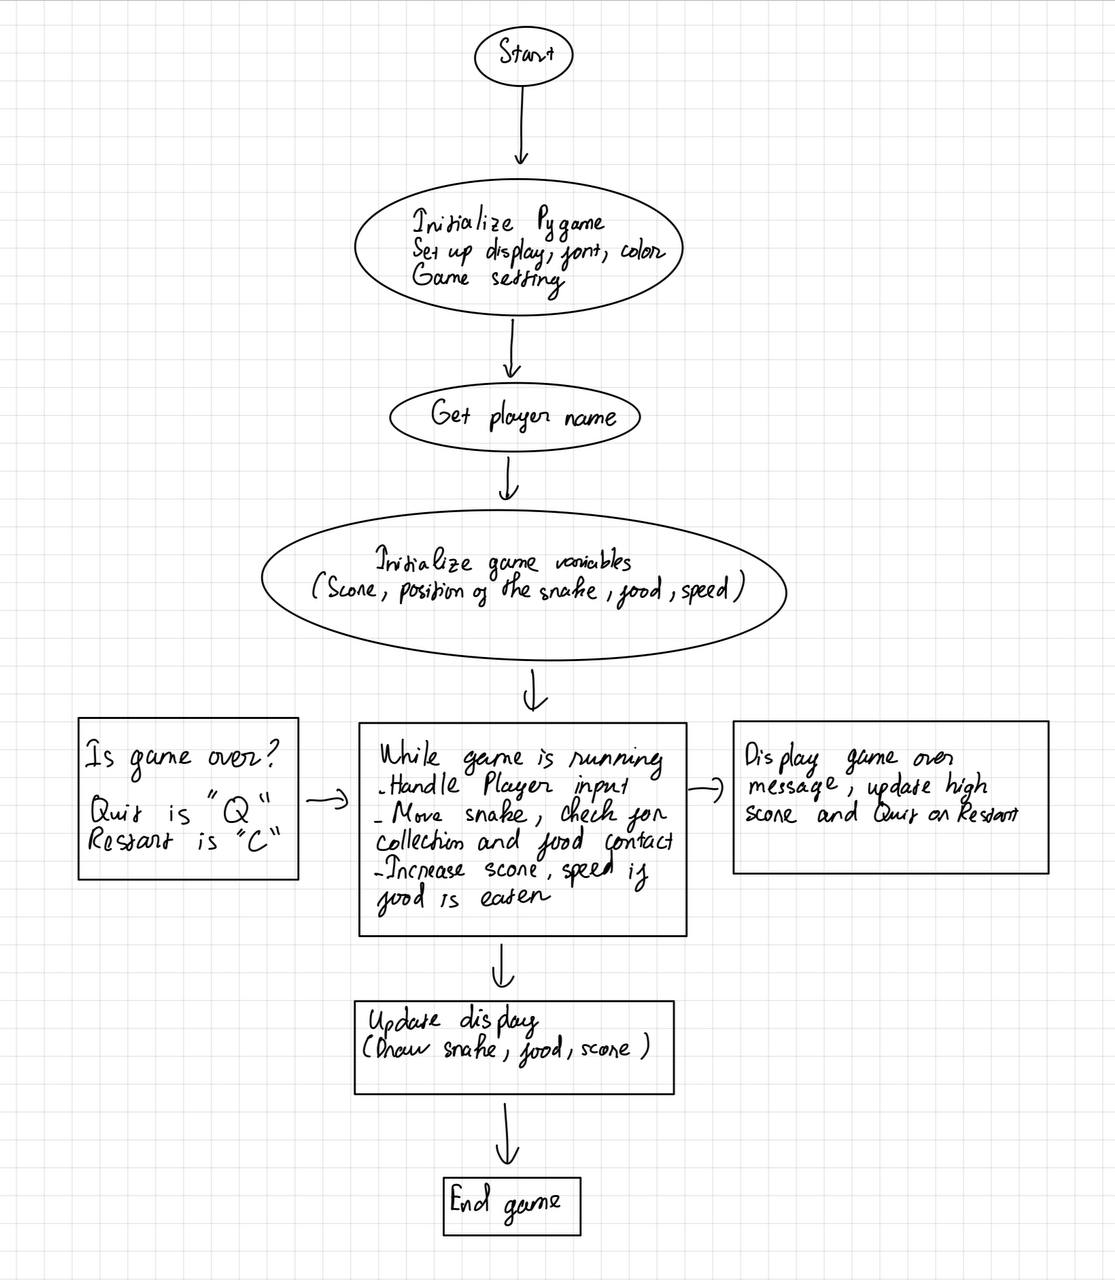 Start
Initialize Pygame
Set up display, font, color
Game setting
Get player name
Initialize game variables
(Score, position of the snake, food, speed)
Is game over?
Quit is "Q"
Restart is "C"
While game is running
-Handle Player input
- Move snake, check for
collection and food contact
-Increase score, speed if
food is eaten
Display game over
message, update high
score and Quit or Restart
Update display
(Draw snake, food, score)
End game